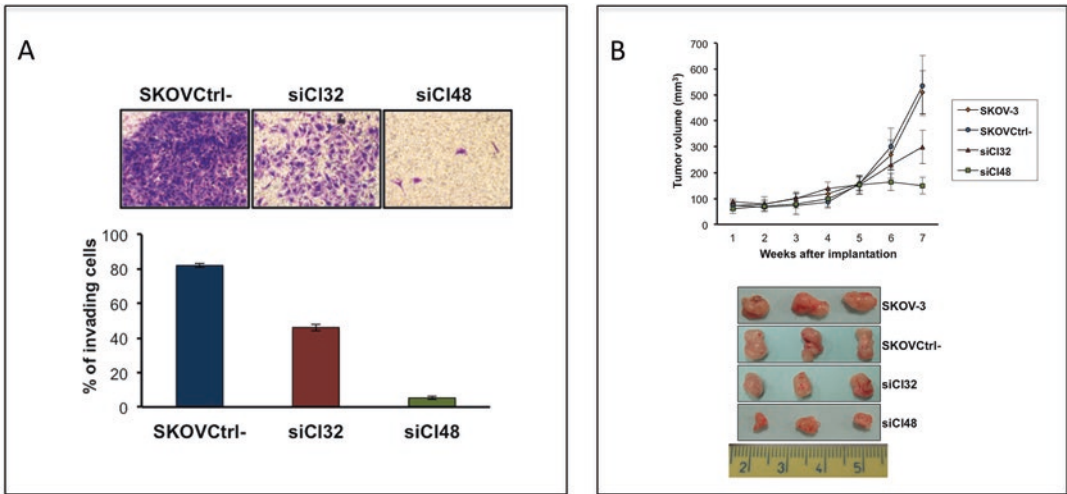 A
SKOVCtrl- siCl32 siCl48
% of invading cells
100
80
60
40
20
0
SKOVCtrl- siCl32 siCl48
B
Tumor volume (mm3)
700
600
500
400
300
200
100
0
1 2 3 4 5 6 7
Weeks after implantation
SKOV-3
SKOVCtrl-
siCl32
siCl48
SKOV-3
SKOVCtrl-
siCl32
siCl48
2 3 4 5